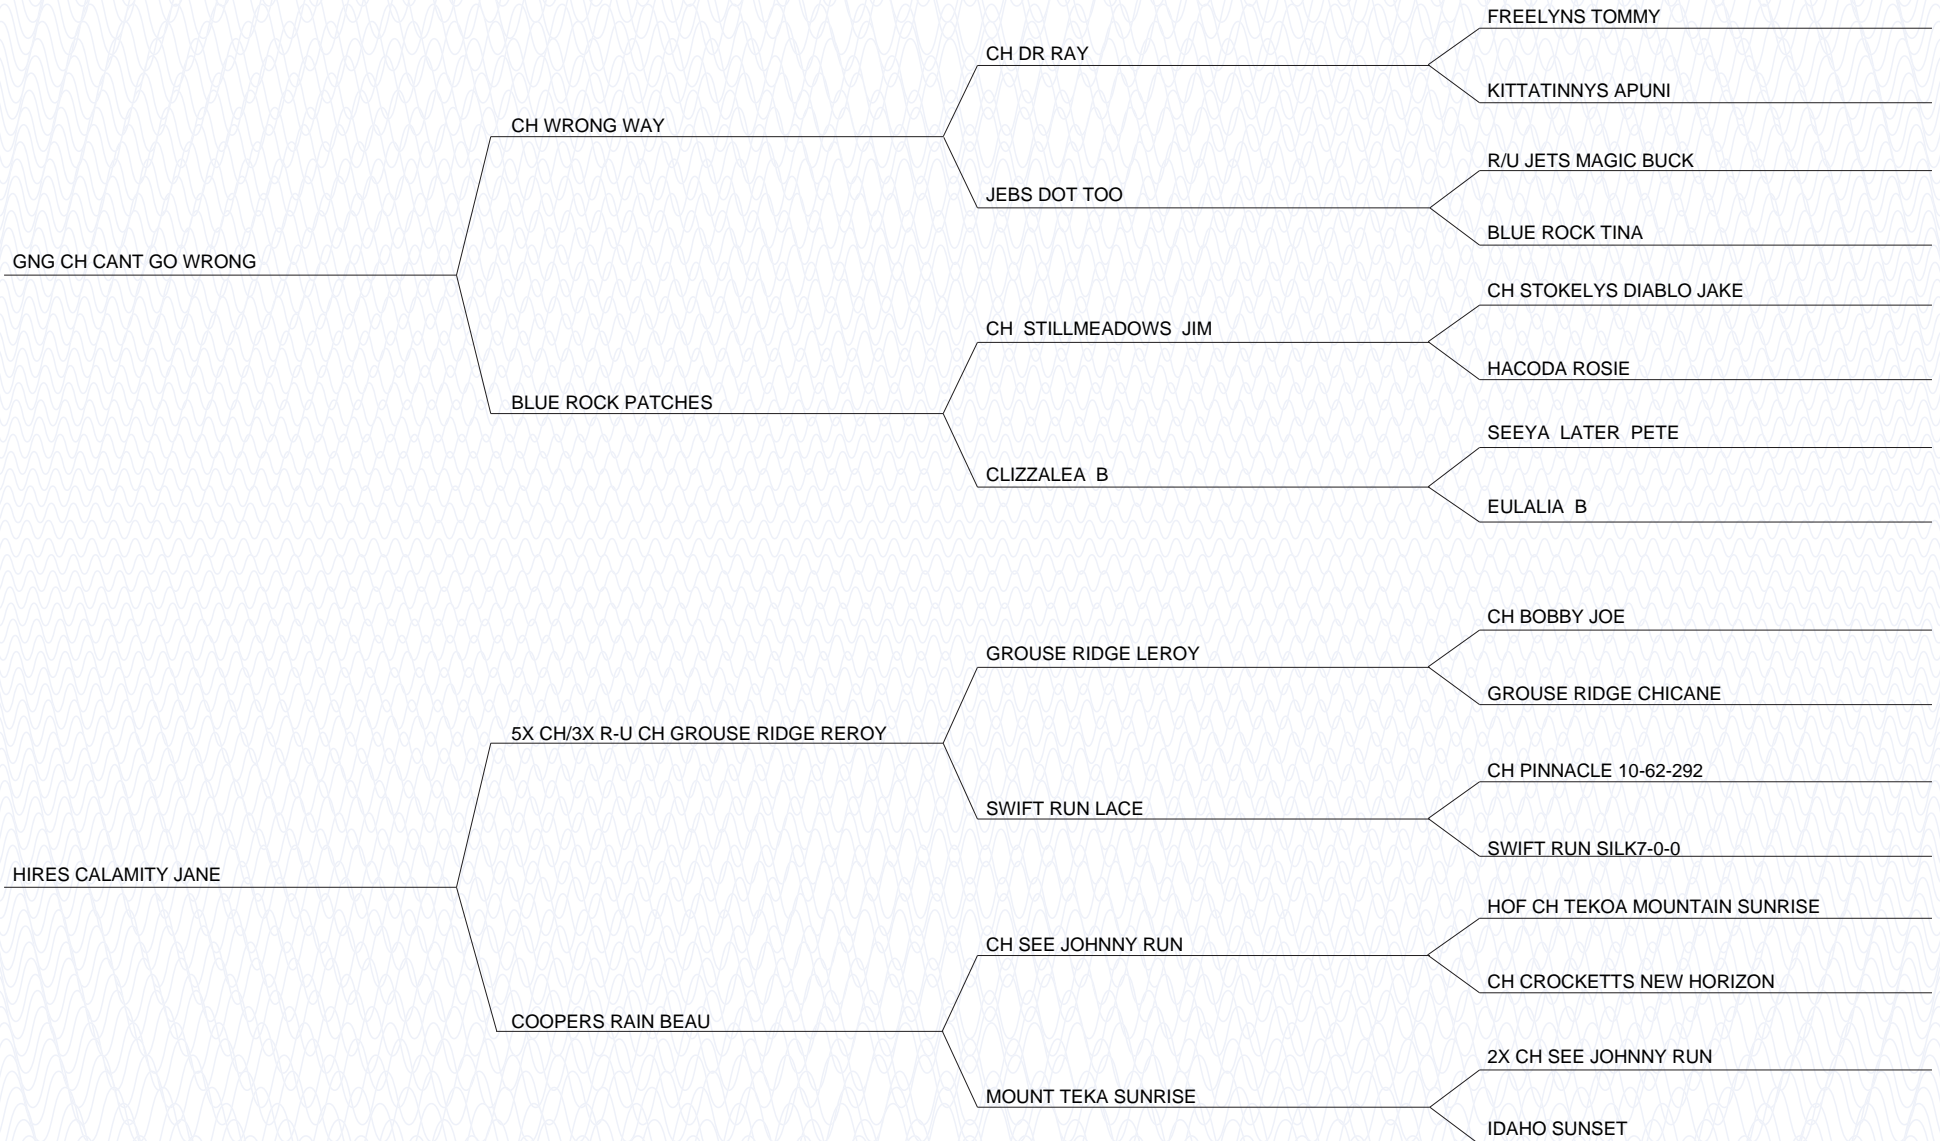 FREELYNS TOMMY
CH DR RAY
KITTATINNYS APUNI
CH WRONG WAY
R/U JETS MAGIC BUCK
JEBS DOT TOO
BLUE ROCK TINA
GNG CH CANT GO WRONG
CH STOKELYS DIABLO JAKE
CH  STILLMEADOWS  JIM
HACODA ROSIE
BLUE ROCK PATCHES
SEEYA  LATER  PETE
CLIZZALEA  B
EULALIA  B
CH BOBBY JOE
GROUSE RIDGE LEROY
GROUSE RIDGE CHICANE
5X CH/3X R-U CH GROUSE RIDGE REROY
CH PINNACLE 10-62-292
SWIFT RUN LACE
SWIFT RUN SILK7-0-0
HIRES CALAMITY JANE
HOF CH TEKOA MOUNTAIN SUNRISE
CH SEE JOHNNY RUN
CH CROCKETTS NEW HORIZON
COOPERS RAIN BEAU
2X CH SEE JOHNNY RUN
MOUNT TEKA SUNRISE
IDAHO SUNSET